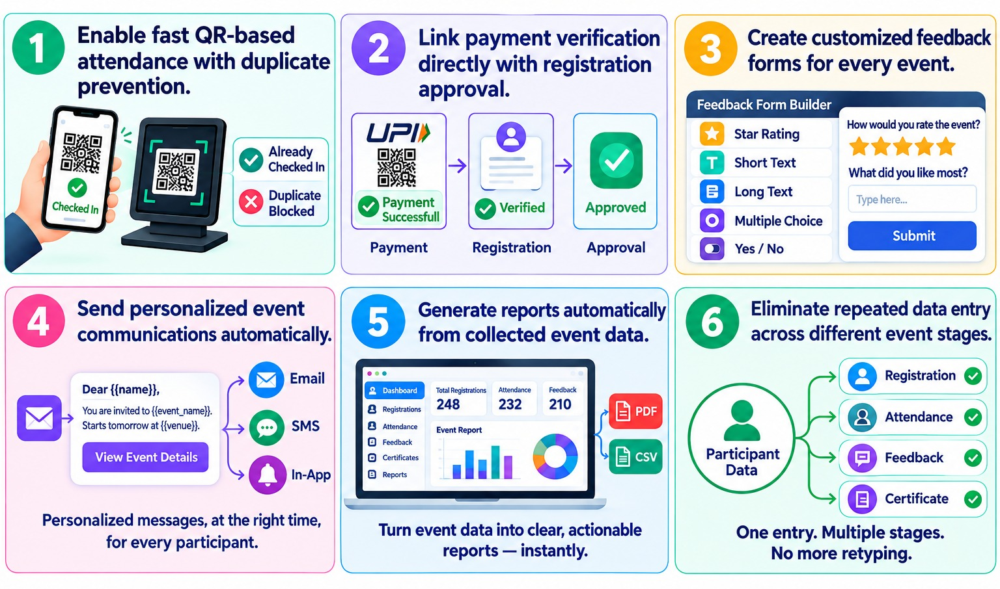 1
Enable fast QR-based
attendance with duplicate
prevention.
Checked In
Already
Checked In
Duplicate
Blocked
2
Link payment verification
directly with registration
approval.
UPI
Payment
Successfull
Verified
Approved
Payment
Registration
Approval
3
Create customized feedback
forms for every event.
Feedback Form Builder
Star Rating
Short Text
Long Text
Multiple Choice
Yes / No
How would you rate the event?
What did you like most?
Type here...
Submit
4
Send personalized event
communications automatically.
Dear {{name}},
You are invited to {{event_name}}.
Starts tomorrow at {{venue}}.
View Event Details
Email
SMS
In-App
Personalized messages, at the right time,
for every participant.
5
Generate reports automatically
from collected event data.
Dashboard
Registrations
Attendance
Feedback
Certificates
Reports
Total Registrations
248
Attendance
232
Feedback
210
Event Report
PDF
CSV
Turn event data into clear, actionable
reports — instantly.
6
Eliminate repeated data entry
across different event stages.
Participant
Data
Registration
Attendance
Feedback
Certificate
One entry. Multiple stages.
No more retyping.